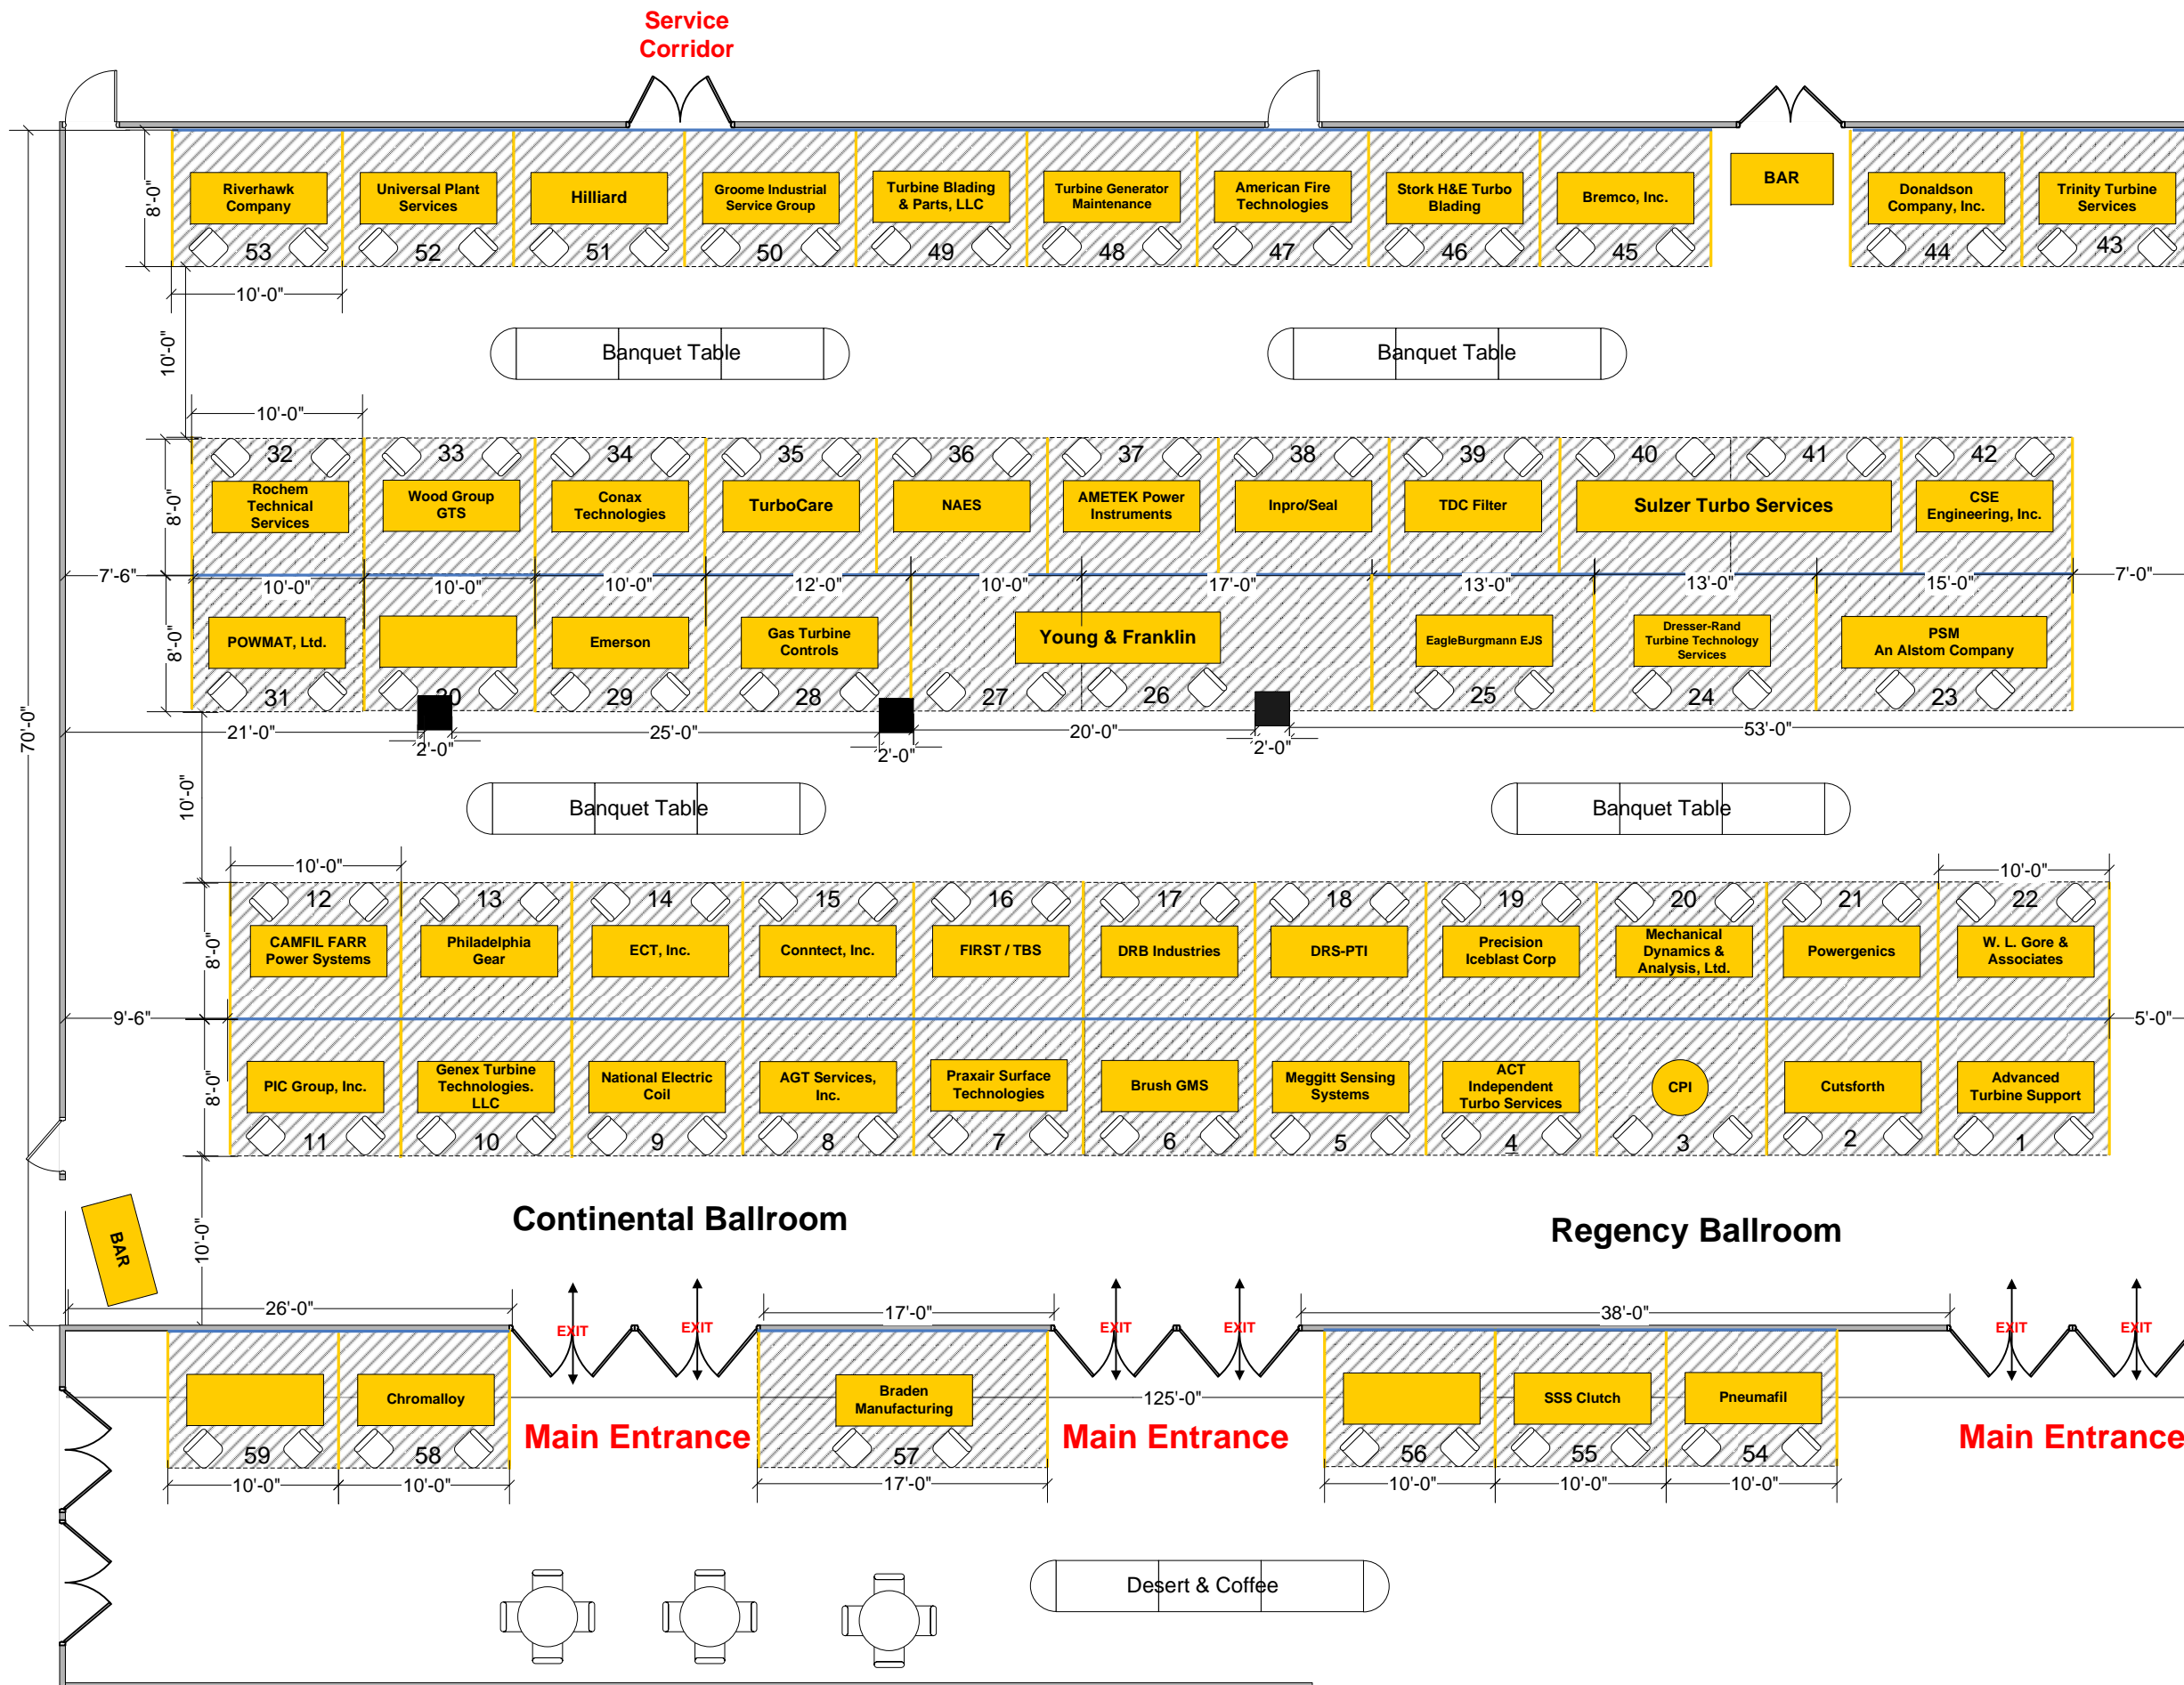 Service
Corridor
Riverhawk
Company
53
Universal Plant
Services
52
Hilliard
51
Groome Industrial
Service Group
50
Turbine Blading
& Parts, LLC
49
Turbine Generator
Maintenance
48
American Fire
Technologies
47
Stork H&E Turbo
Blading
46
Bremco, Inc.
45
BAR
Donaldson
Company, Inc.
44
Trinity Turbine
Services
43
8'-0"
10'-0"
10'-0"
Banquet Table
Banquet Table
10'-0"
32
Rochem
Technical
Services
33
Wood Group
GTS
34
Conax
Technologies
35
TurboCare
36
NAES
37
AMETEK Power
Instruments
38
Inpro/Seal
39
TDC Filter
40
41
Sulzer Turbo Services
42
CSE
Engineering, Inc.
8'-0"
7'-6"
10'-0"
10'-0"
10'-0"
12'-0"
10'-0"
17'-0"
13'-0"
13'-0"
15'-0"
7'-0"
8'-0"
POWMAT, Ltd.
31
30
Emerson
29
Gas Turbine
Controls
28
Young & Franklin
27
26
EagleBurgmann EJS
25
Dresser-Rand
Turbine Technology
Services
24
PSM
An Alstom Company
23
70'-0"
21'-0"
2'-0"
25'-0"
2'-0"
20'-0"
2'-0"
53'-0"
10'-0"
Banquet Table
Banquet Table
10'-0"
10'-0"
12
CAMFIL FARR
Power Systems
13
Philadelphia
Gear
14
ECT, Inc.
15
Conntect, Inc.
16
FIRST / TBS
17
DRB Industries
18
DRS-PTI
19
Precision
Iceblast Corp
20
Mechanical
Dynamics &
Analysis, Ltd.
21
Powergenics
22
W. L. Gore &
Associates
8'-0"
9'-6"
5'-0"
8'-0"
PIC Group, Inc.
11
Genex Turbine
Technologies.
LLC
10
National Electric
Coil
9
AGT Services,
Inc.
8
Praxair Surface
Technologies
7
Brush GMS
6
Meggitt Sensing
Systems
5
ACT
Independent
Turbo Services
4
CPI
3
Cutsforth
2
Advanced
Turbine Support
1
BAR
10'-0"
Continental Ballroom
Regency Ballroom
26'-0"
17'-0"
38'-0"
EXIT
EXIT
EXIT
EXIT
EXIT
EXIT
59
Chromalloy
58
Main Entrance
Braden
Manufacturing
57
125'-0"
Main Entrance
56
SSS Clutch
55
Pneumafil
54
Main Entrance
10'-0"
10'-0"
17'-0"
10'-0"
10'-0"
10'-0"
Desert & Coffee